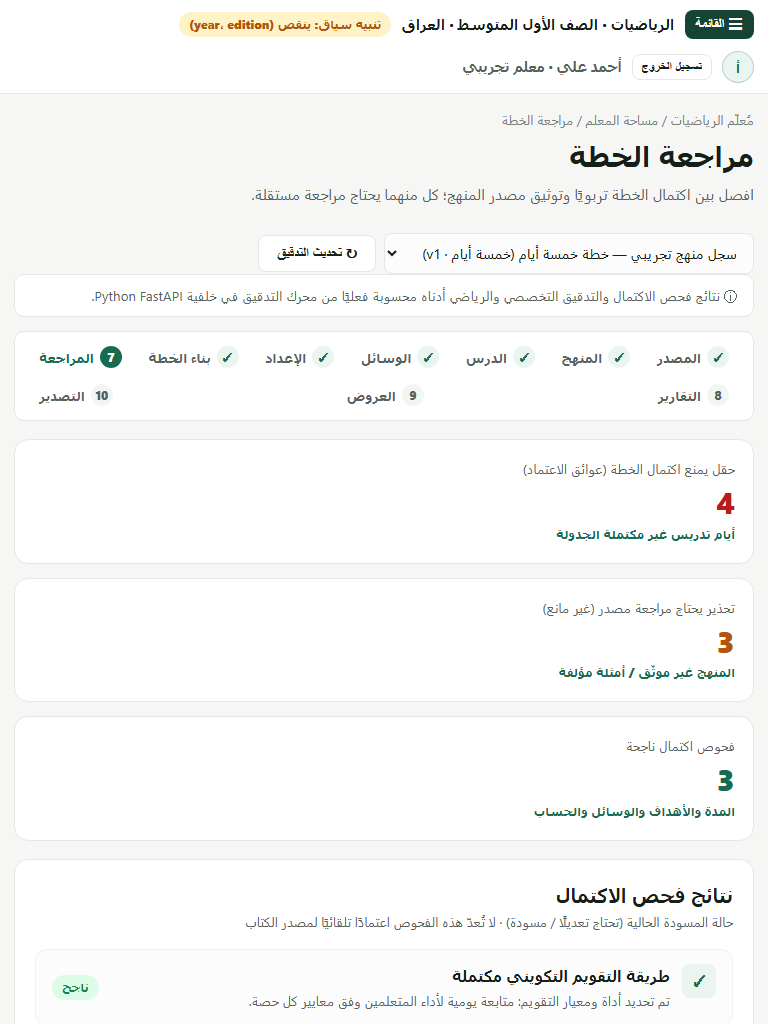 ☰ القائمة
الرياضيات · الصف الأول المتوسط · العراق
تنبيه سياق: ينقص (year، edition)
أ
تسجيل الخروج
أحمد علي · معلم تجريبي
مُعلّم الرياضيات / مساحة المعلم / مراجعة الخطة
مراجعة الخطة
افصل بين اكتمال الخطة تربويًا وتوثيق مصدر المنهج؛ كل منهما يحتاج مراجعة مستقلة.
سجل منهج تجريبي — خطة خمسة أيام (خمسة أيام · v1)
↻ تحديث التدقيق
ⓘ نتائج فحص الاكتمال والتدقيق التخصصي والرياضي أدناه محسوبة فعليًا من محرك التدقيق في خلفية Python FastAPI.
✓ المصدر
✓ المنهج
✓ الدرس
✓ الوسائل
✓ الإعداد
✓ بناء الخطة
7 المراجعة
8 التقارير
9 العروض
10 التصدير
حقل يمنع اكتمال الخطة (عوائق الاعتماد)
4
أيام تدريس غير مكتملة الجدولة
تحذير يحتاج مراجعة مصدر (غير مانع)
3
المنهج غير موثّق / أمثلة مؤلفة
فحوص اكتمال ناجحة
3
المدة والأهداف والوسائل والحساب
نتائج فحص الاكتمال
حالة المسودة الحالية (تحتاج تعديلًا / مسودة) · لا تُعدّ هذه الفحوص اعتمادًا تلقائيًا لمصدر الكتاب
✓
طريقة التقويم التكويني مكتملة
تم تحديد أداة ومعيار التقويم: متابعة يومية لأداء المتعلمين وفق معايير كل حصة.
ناجح